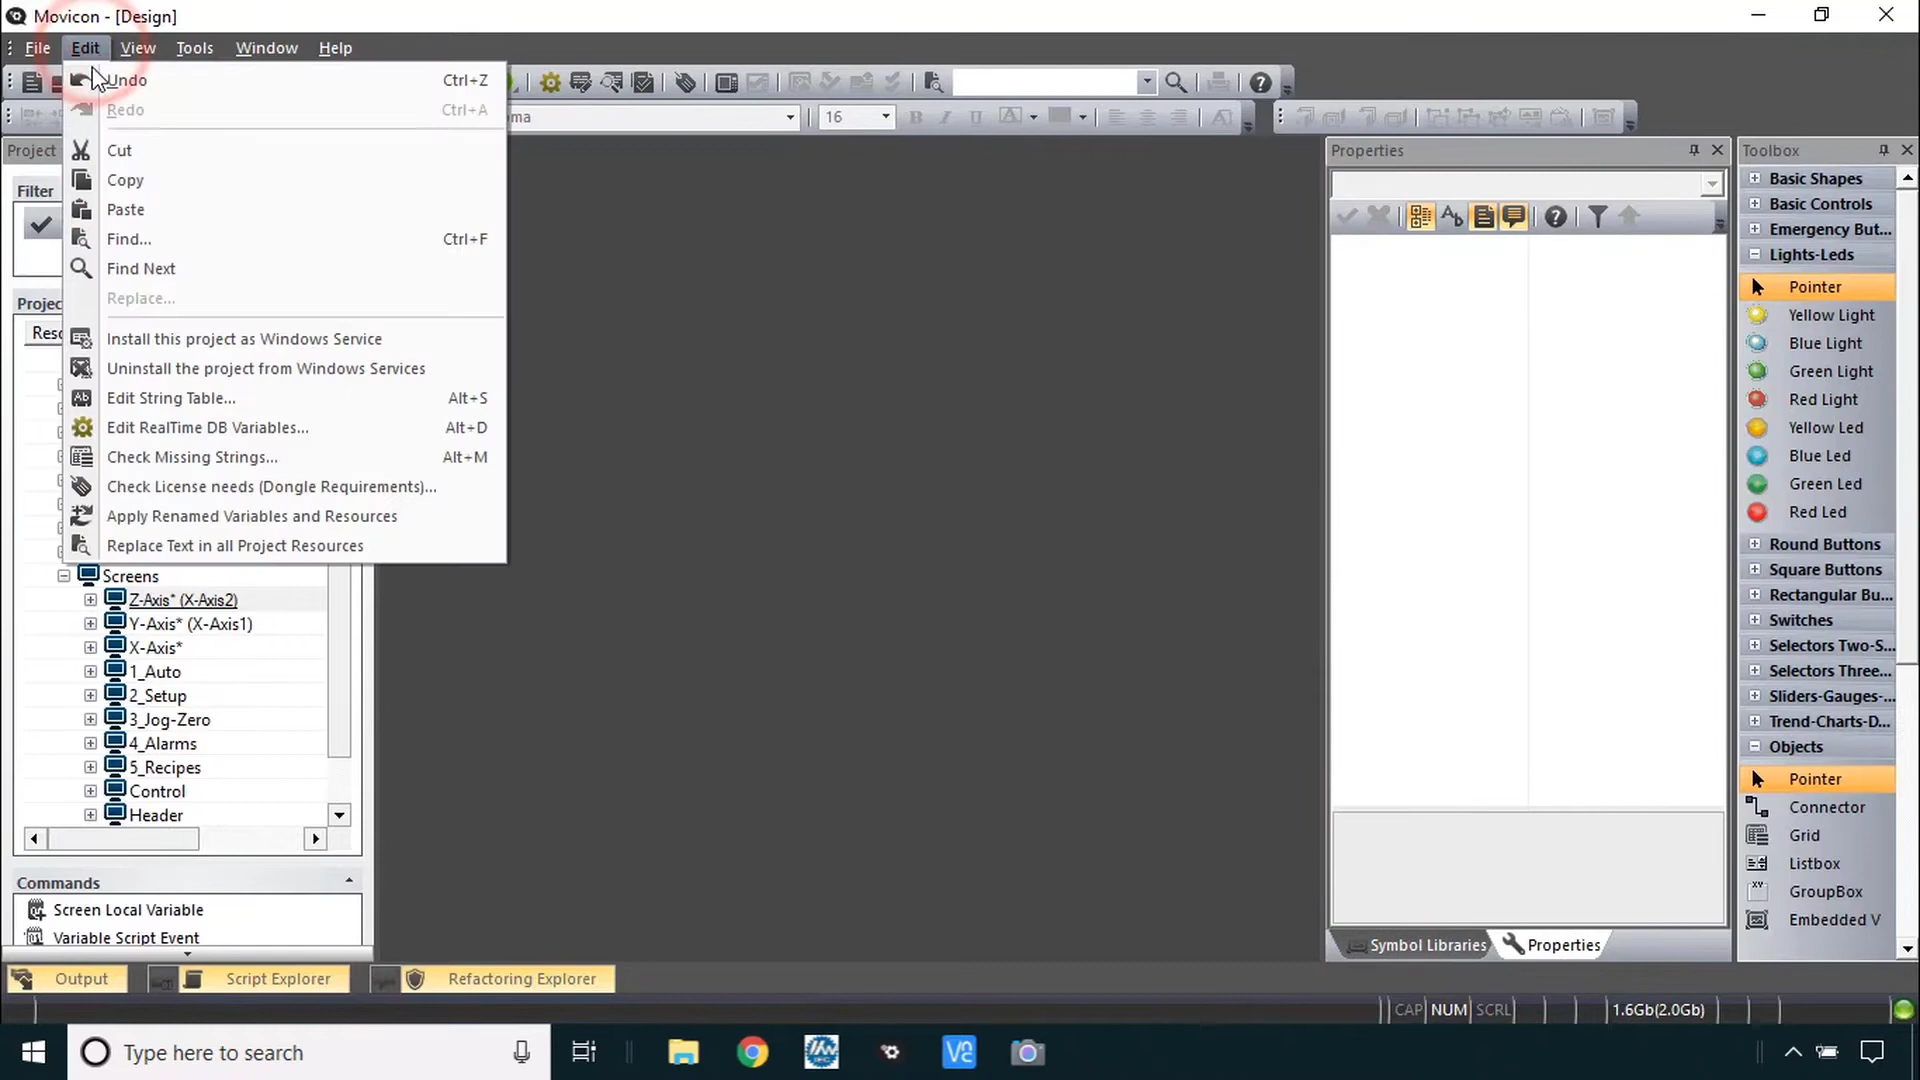 Movicon - [Design]
File Edit View Tools Window Help
Undo Ctrl+Z
Redo Ctrl+A
Cut
Copy
Paste
Find... Ctrl+F
Find Next
Replace...
Install this project as Windows Service
Uninstall the project from Windows Services
Edit String Table... Alt+S
Edit RealTime DB Variables... Alt+D
Check Missing Strings... Alt+M
Check License needs (Dongle Requirements)...
Apply Renamed Variables and Resources
Replace Text in all Project Resources
oma 16 B I U
Project
Filter
Projec
Reso
Screens
Z-Axis* (X-Axis2)
Y-Axis* (X-Axis1)
X-Axis*
1_Auto
2_Setup
3_Jog-Zero
4_Alarms
5_Recipes
Control
Header
Commands
Screen Local Variable
Variable Script Event
Output Script Explorer Refactoring Explorer
Properties
Symbol Libraries Properties
Toolbox
Basic Shapes
Basic Controls
Emergency But...
Lights-Leds
Pointer
Yellow Light
Blue Light
Green Light
Red Light
Yellow Led
Blue Led
Green Led
Red Led
Round Buttons
Square Buttons
Rectangular Bu...
Switches
Selectors Two-S...
Selectors Three...
Sliders-Gauges-...
Trend-Charts-D...
Objects
Pointer
Connector
Grid
Listbox
GroupBox
Embedded V
CAP NUM SCRL 1.6Gb(2.0Gb)
Type here to search